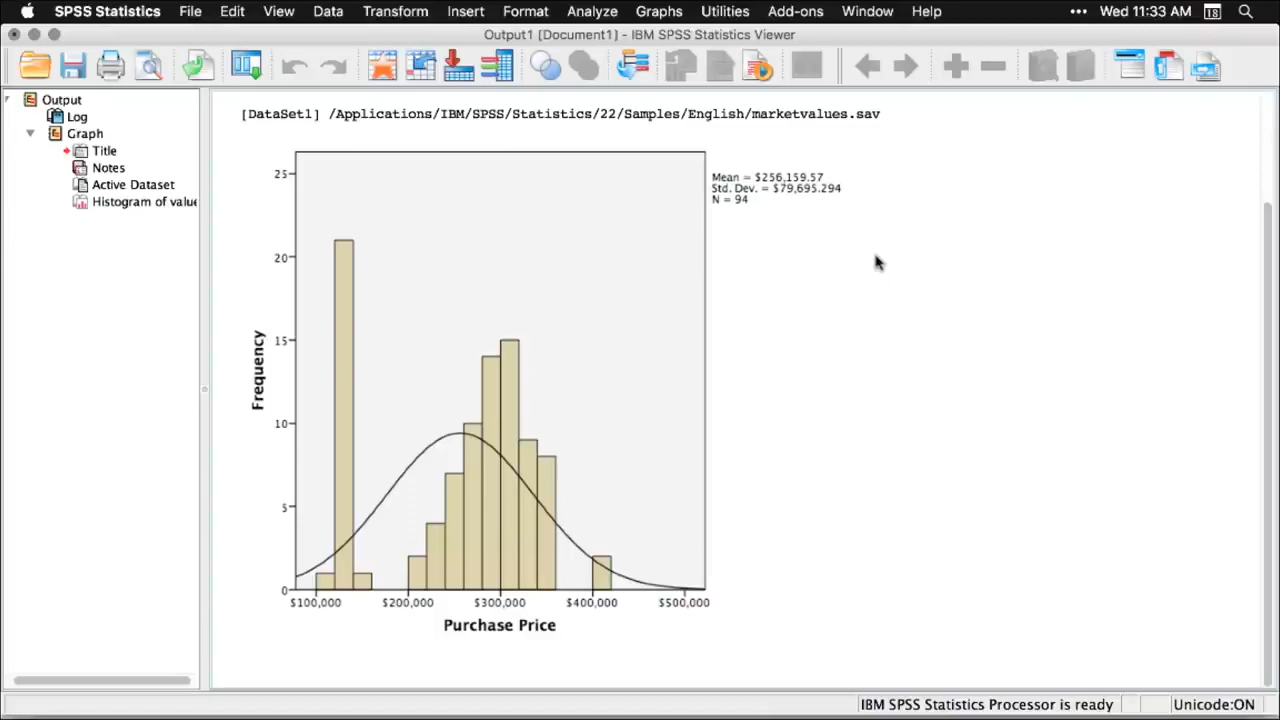 SPSS Statistics File Edit View Data Transform Insert Format Analyze Graphs Utilities Add-ons Window Help ••• Wed 11:33 AM 18
Output1 [Document1] - IBM SPSS Statistics Viewer
Output
Log
Graph
Title
Notes
Active Dataset
Histogram of value
[DataSet1] /Applications/IBM/SPSS/Statistics/22/Samples/English/marketvalues.sav
Mean = $256,159.57
Std. Dev. = $79,695.294
N = 94
25
20
15
10
5
0
Frequency
$100,000 $200,000 $300,000 $400,000 $500,000
Purchase Price
IBM SPSS Statistics Processor is ready Unicode:ON